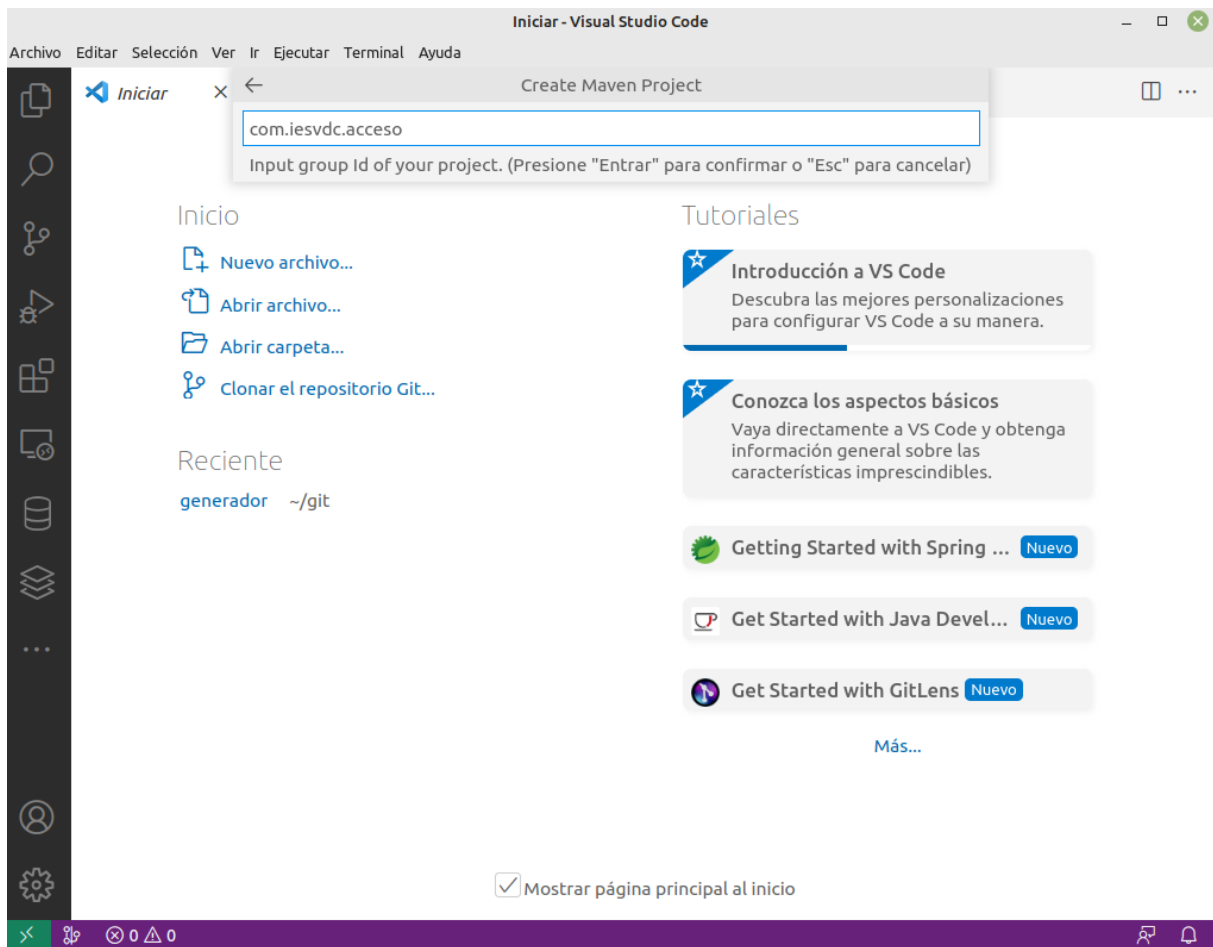 Iniciar - Visual Studio Code
Archivo Editar Selección Ver Ir Ejecutar Terminal Ayuda
Iniciar
Create Maven Project
com.iesvdc.acceso
Input group Id of your project. (Presione "Entrar" para confirmar o "Esc" para cancelar)
Inicio
Nuevo archivo...
Abrir archivo...
Abrir carpeta...
Clonar el repositorio Git...
Reciente
generador ~/git
Tutoriales
Introducción a VS Code
Descubra las mejores personalizaciones
para configurar VS Code a su manera.
Conozca los aspectos básicos
Vaya directamente a VS Code y obtenga
información general sobre las
características imprescindibles.
Getting Started with Spring ... Nuevo
Get Started with Java Devel... Nuevo
Get Started with GitLens Nuevo
Más...
Mostrar página principal al inicio
0 0